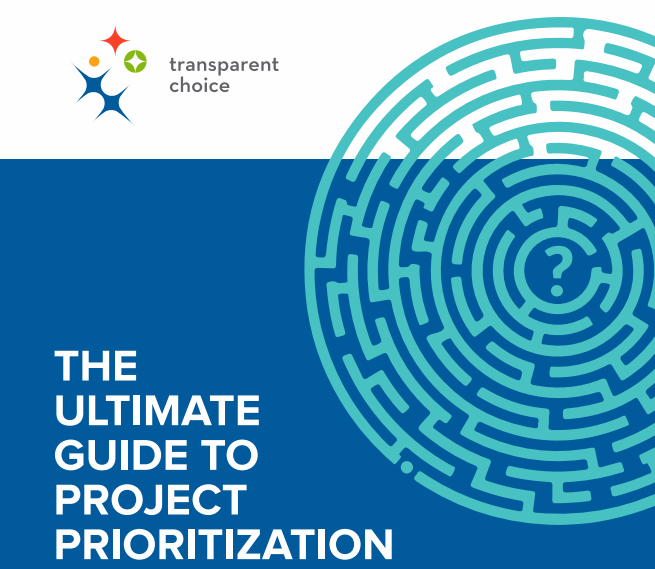 transparent
choice
?
THE
ULTIMATE
GUIDE TO
PROJECT
PRIORITIZATION